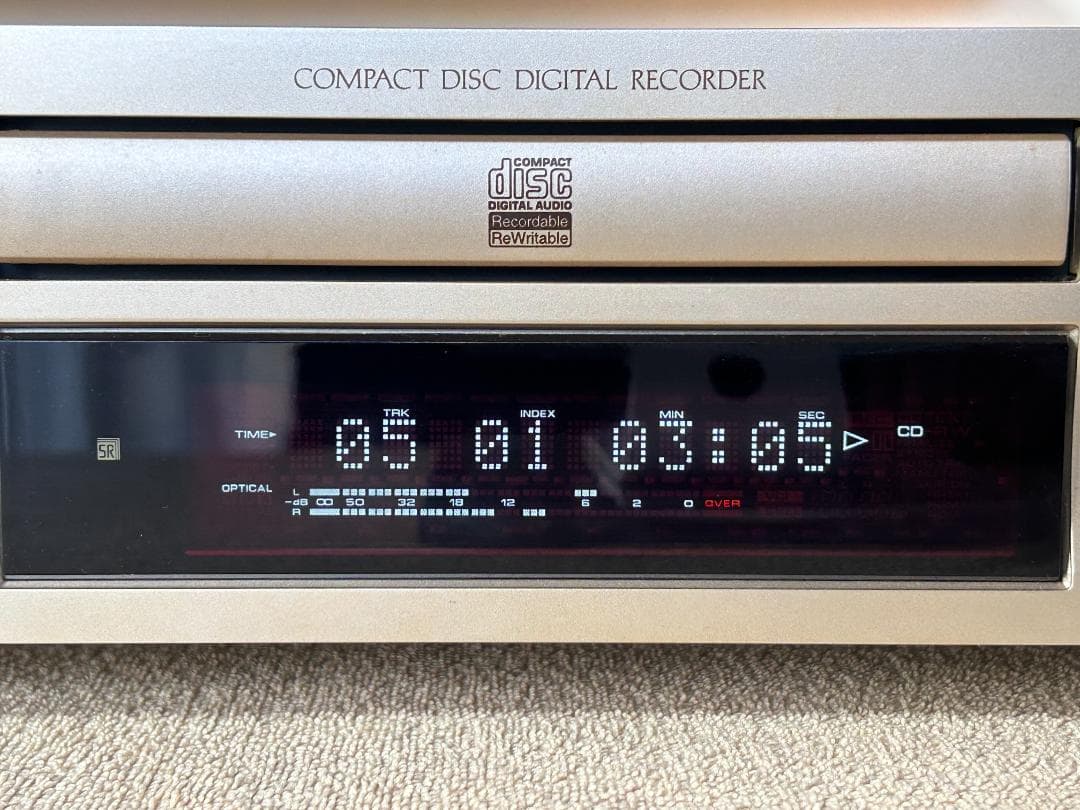 COMPACT DISC DIGITAL RECORDER
COMPACT
disc
DIGITAL AUDIO
Recordable
ReWritable
TRK INDEX MIN SEC
TIME 05 01 03:05 CD
SR
OPTICAL L
-dB ∞ 50 32 18 12 6 2 0 OVER
R